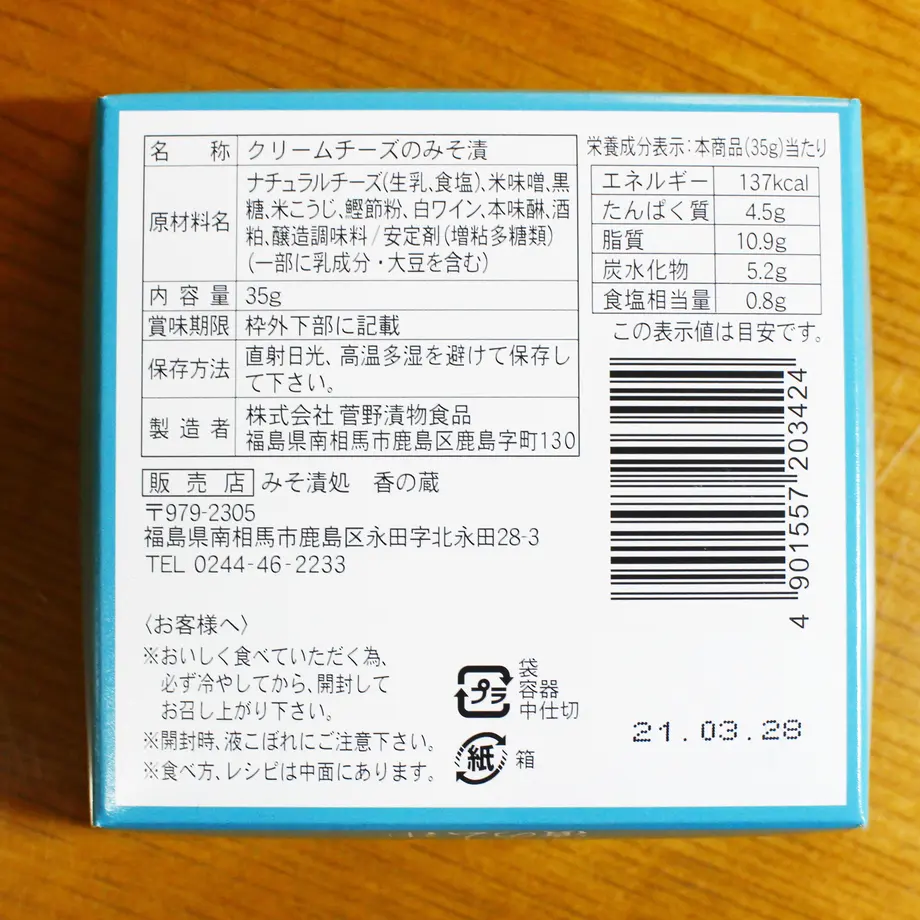 名称 クリームチーズのみそ漬
原材料名 ナチュラルチーズ(生乳、食塩)、米味噌、黒
糖、米こうじ、鰹節粉、白ワイン、本味醂、酒
粕、醸造調味料/安定剤(増粘多糖類)
(一部に乳成分・大豆を含む)
内容量 35g
賞味期限 枠外下部に記載
保存方法 直射日光、高温多湿を避けて保存し
て下さい。
製造者 株式会社 菅野漬物食品
福島県南相馬市鹿島区鹿島字町130
販売店 みそ漬処 香の蔵
〒979-2305
福島県南相馬市鹿島区永田字北永田28-3
TEL 0244-46-2233
〈お客様へ〉
※おいしく食べていただく為、
必ず冷やしてから、開封して
お召し上がり下さい。
※開封時、液こぼれにご注意下さい。
※食べ方、レシピは中面にあります。
栄養成分表示:本商品(35g)当たり
エネルギー 137kcal
たんぱく質 4.5g
脂質 10.9g
炭水化物 5.2g
食塩相当量 0.8g
この表示値は目安です。
4 901557 203424
プラ
袋
容器
中仕切
紙
箱
21.03.28